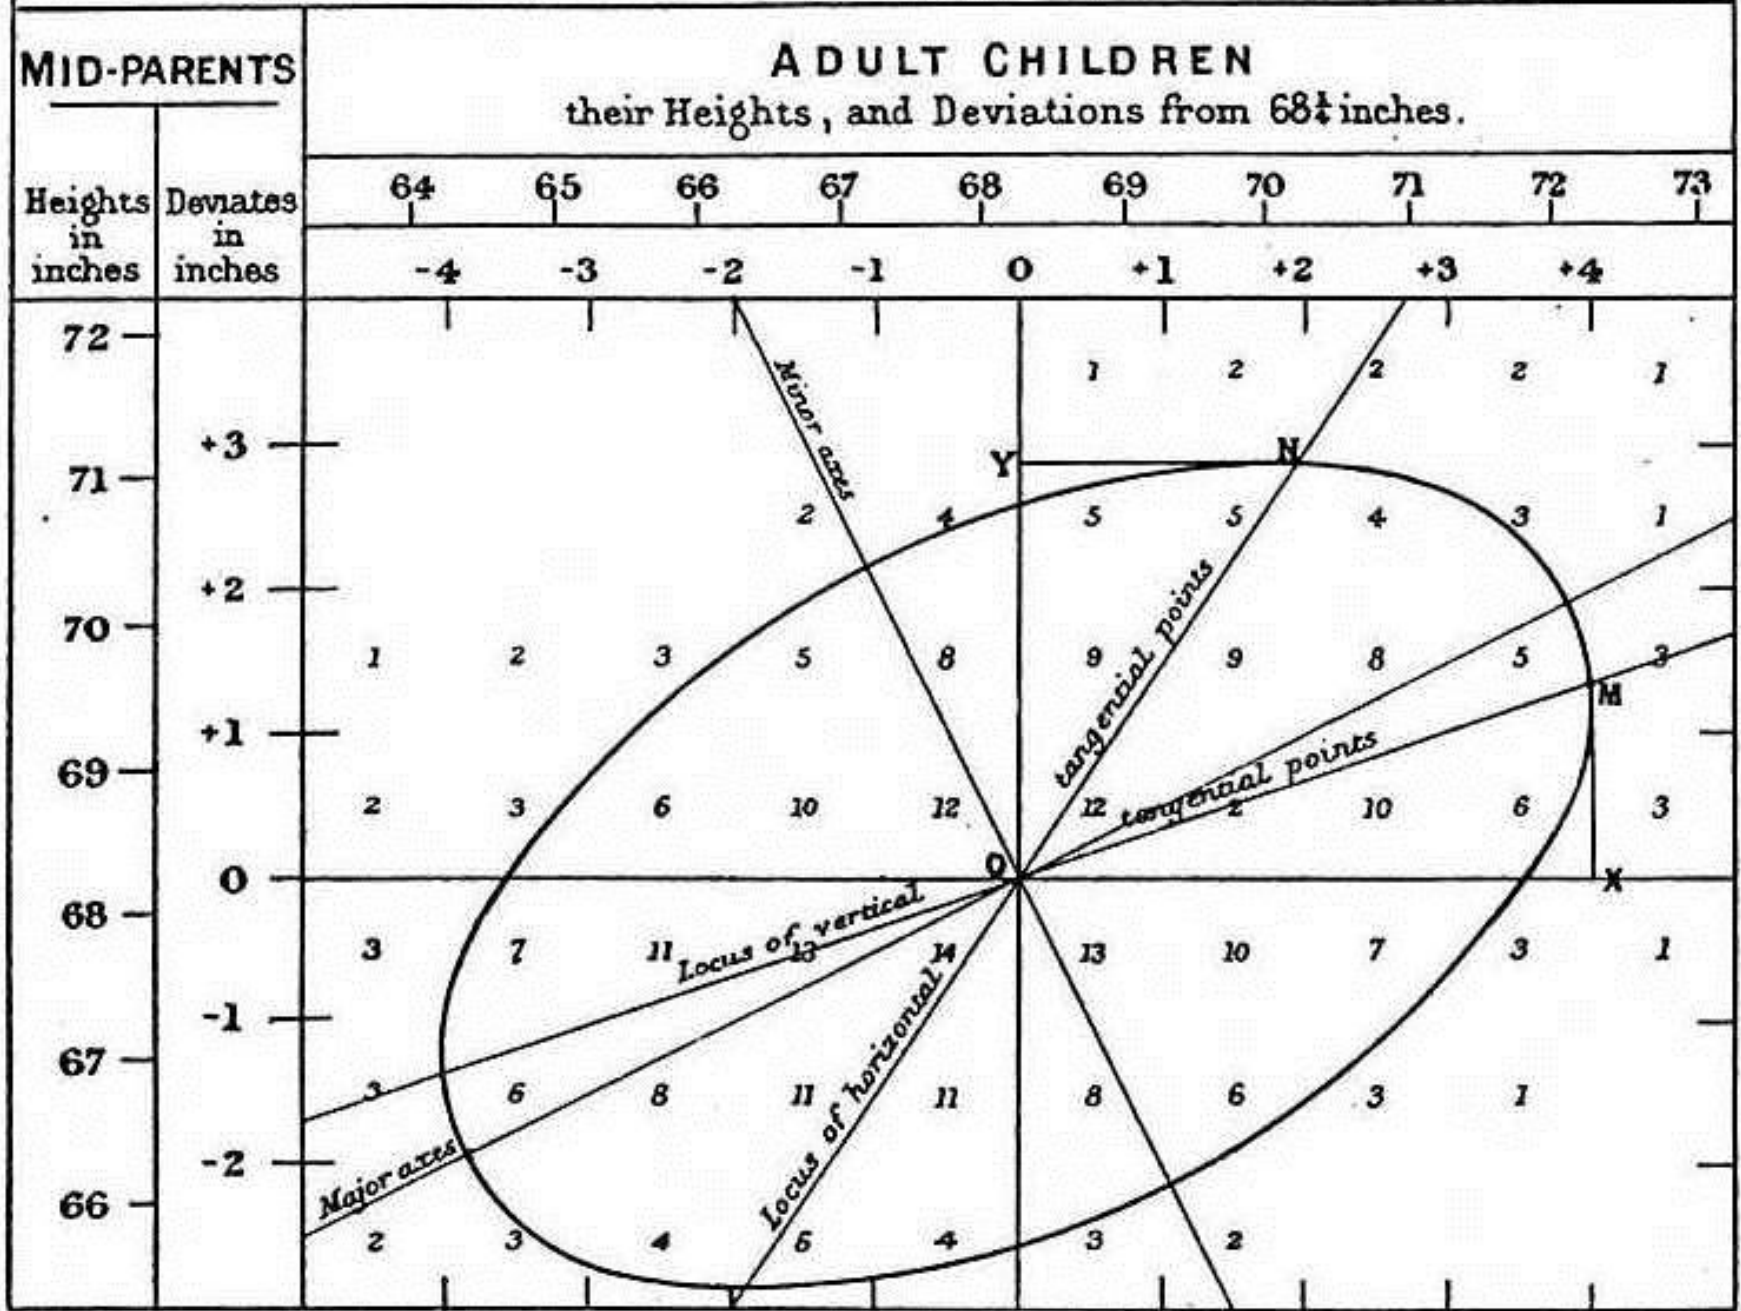 MID-PARENTS
ADULT CHILDREN
their Heights, and Deviations from 68¼ inches.
Heights in inches
Deviates in inches
64 65 66 67 68 69 70 71 72 73
-4 -3 -2 -1 0 +1 +2 +3 +4
72
1 2 2 2 1
Minor axes
+3
Y N
71
2 4 5 5 4 3 1
+2
70
1 2 3 5 8 9 9 8 5 3
tangential points
M
+1
tangential points
69
2 3 6 10 12 12 2 10 6 3
0
O X
68
Locus of vertical
3 7 11 13 14 13 10 7 3 1
Locus of horizontal
-1
67
3 6 8 11 11 8 6 3 1
-2
Major axes
66
2 3 4 6 4 3 2